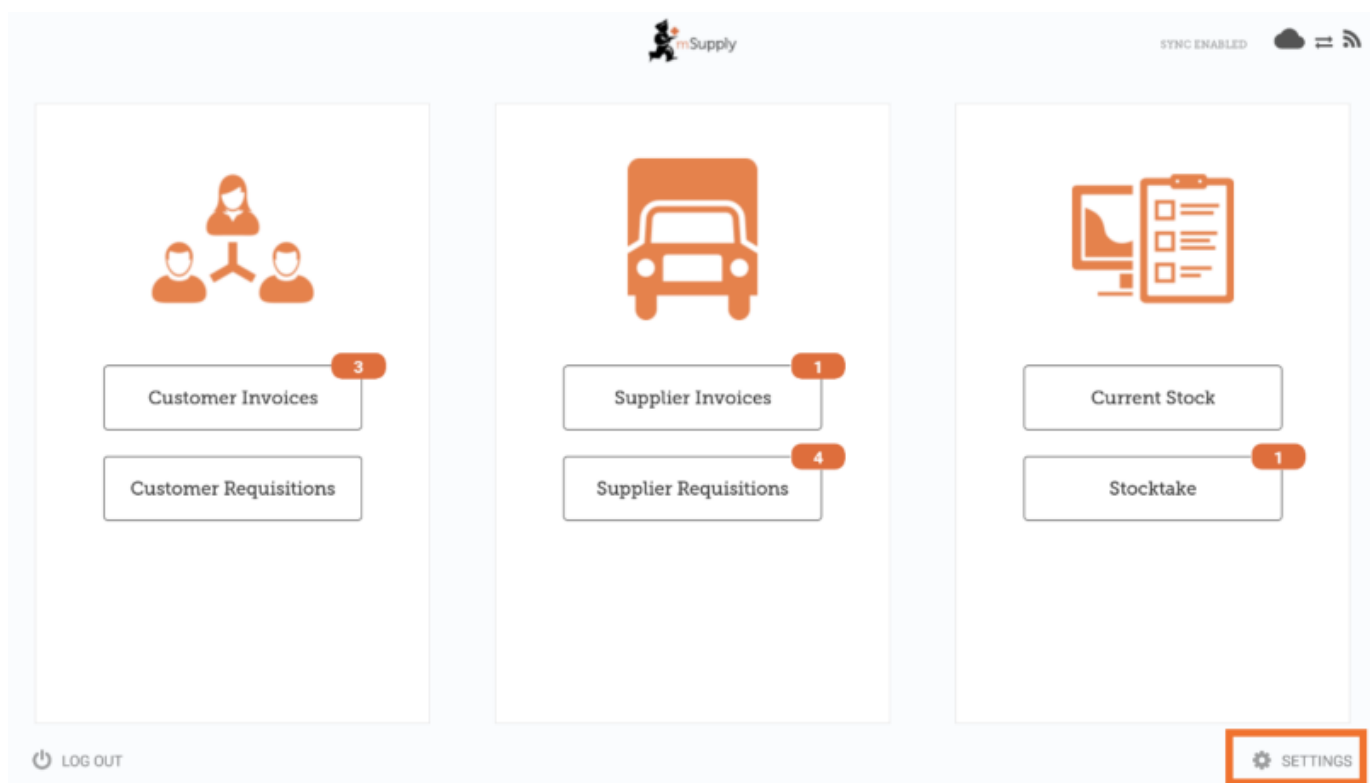 mSupply
SYNC ENABLED
3
Customer Invoices
Customer Requisitions
1
Supplier Invoices
4
Supplier Requisitions
Current Stock
1
Stocktake
LOG OUT
SETTINGS